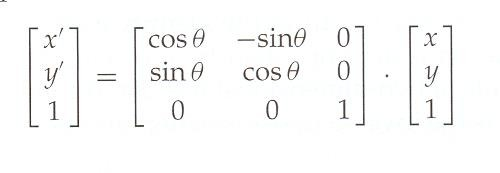 [x'] = [cos θ −sinθ 0] · [x]
[y'] [sin θ cos θ 0] [y]
[1] [0 0 1] [1]